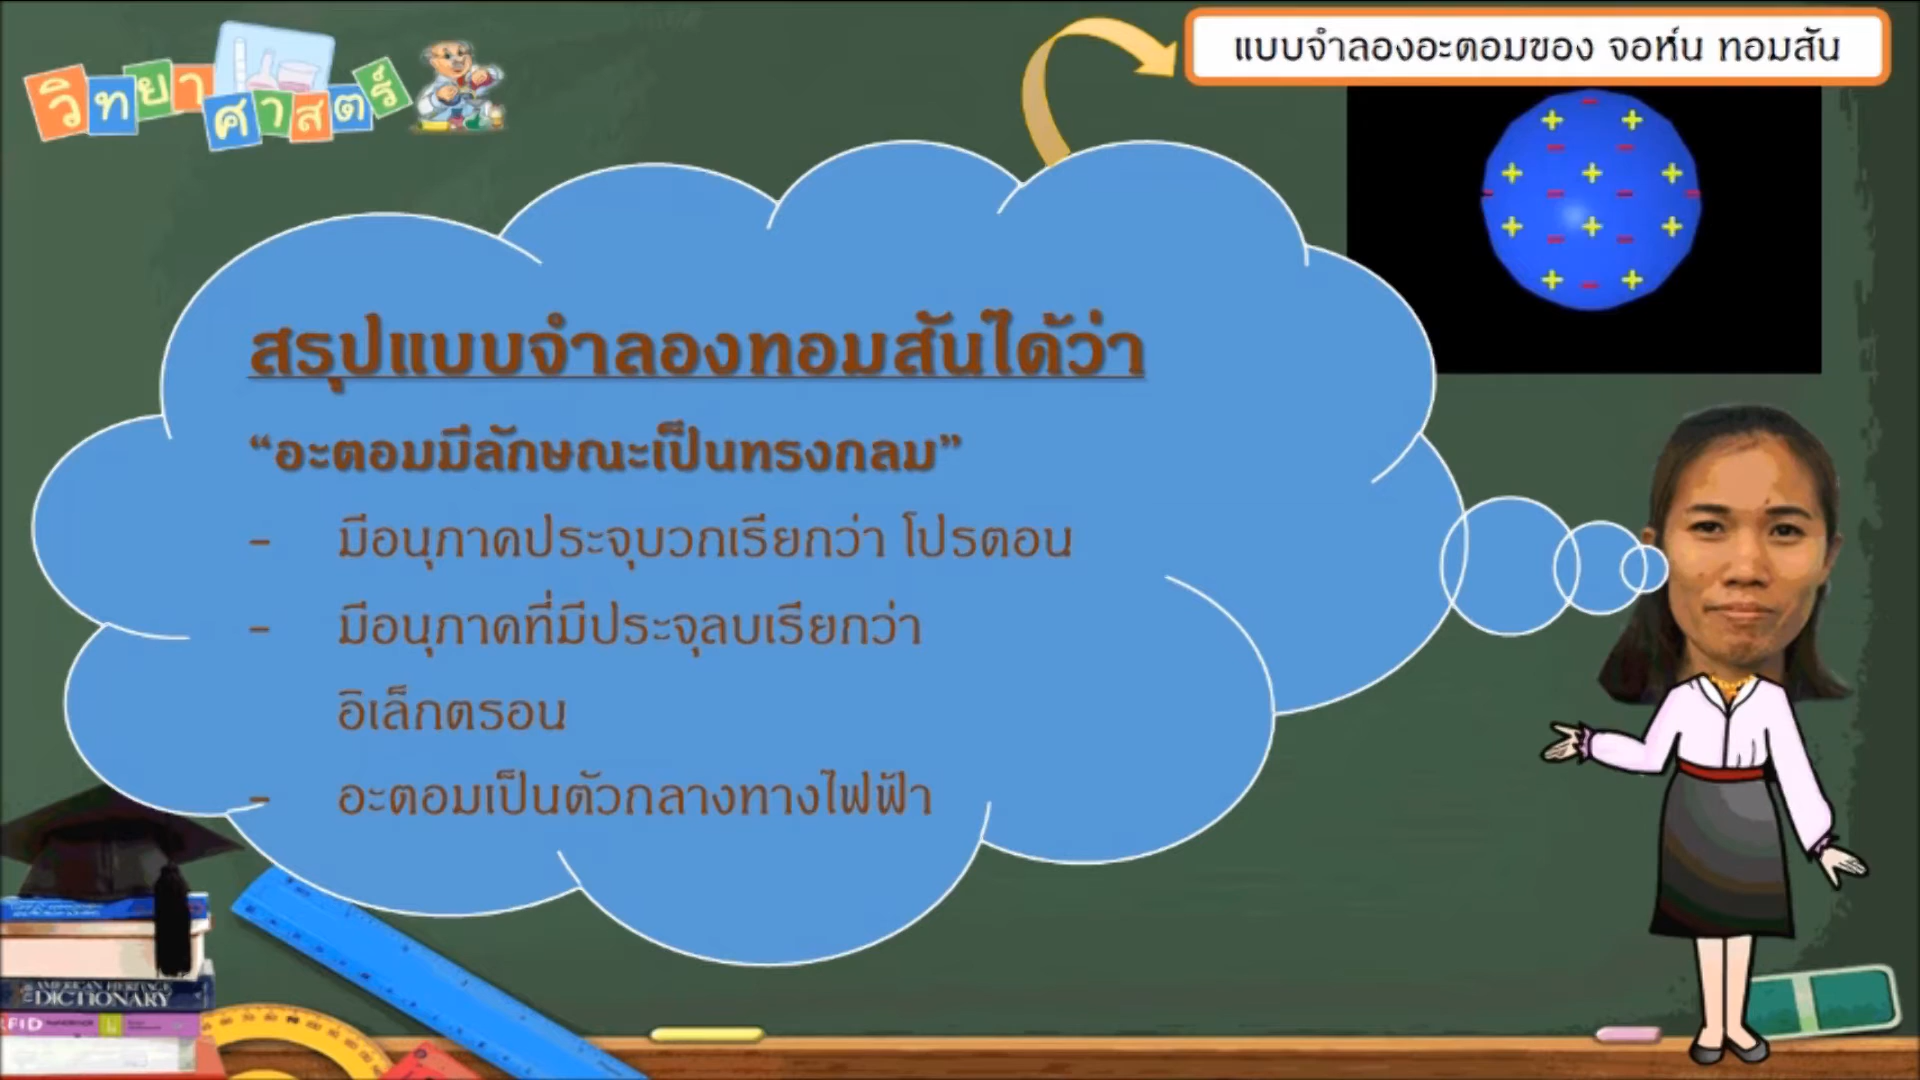 วิทยา
ศาสตร์
แบบจำลองอะตอมของ จอห์น ทอมสัน
สรุปแบบจำลองทอมสันได้ว่า
“อะตอมมีลักษณะเป็นทรงกลม”
- มีอนุภาคประจุบวกเรียกว่า โปรตอน
- มีอนุภาคที่มีประจุลบเรียกว่า
อิเล็กตรอน
- อะตอมเป็นตัวกลางทางไฟฟ้า
AMERICAN HERITAGE
DICTIONARY
RFID